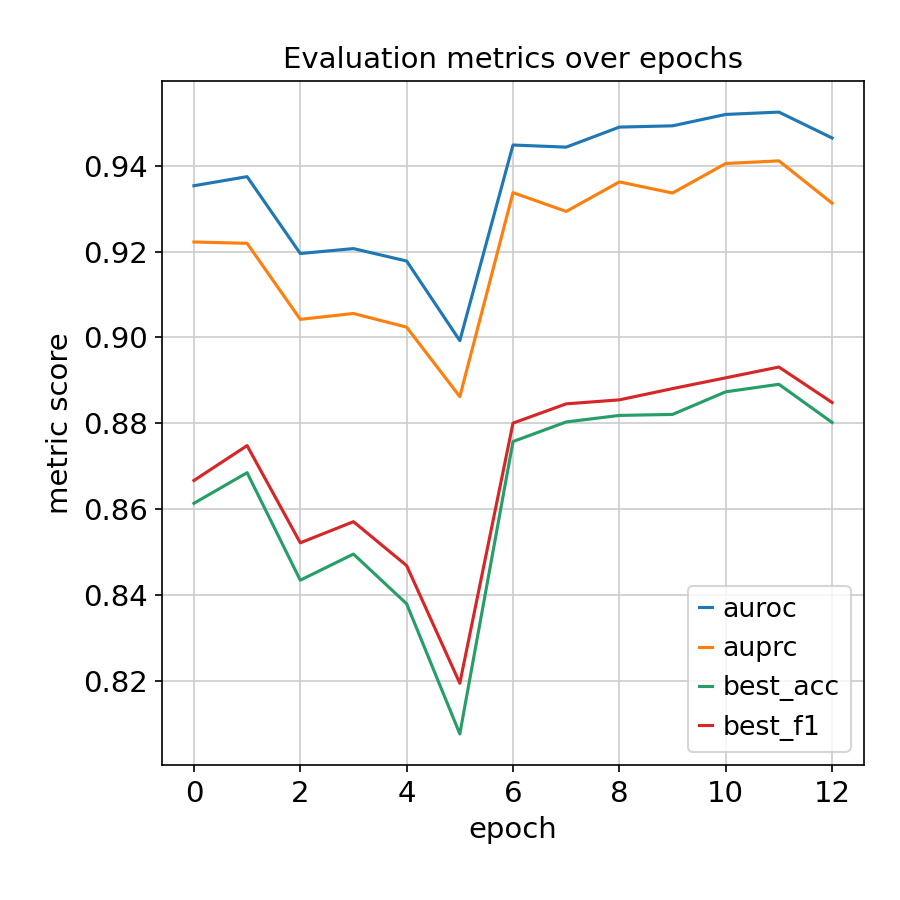 Evaluation metrics over epochs
metric score
0.94
0.92
0.90
0.88
0.86
0.84
0.82
auroc
auprc
best_acc
best_f1
0 2 4 6 8 10 12
epoch